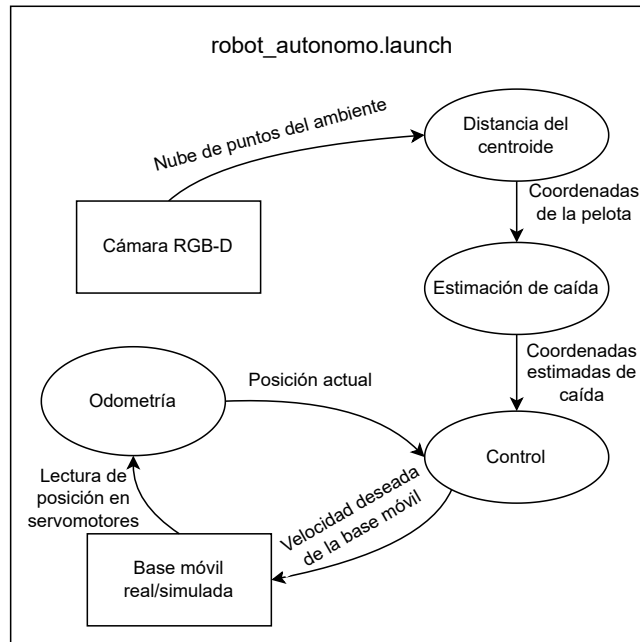 robot_autonomo.launch
Nube de puntos del ambiente
Distancia del
centroide
Cámara RGB-D
Coordenadas
de la pelota
Estimación de caída
Coordenadas
estimadas de
caída
Posición actual
Odometría
Control
Lectura de
posición en
servomotores
Velocidad deseada
de la base móvil
Base móvil
real/simulada